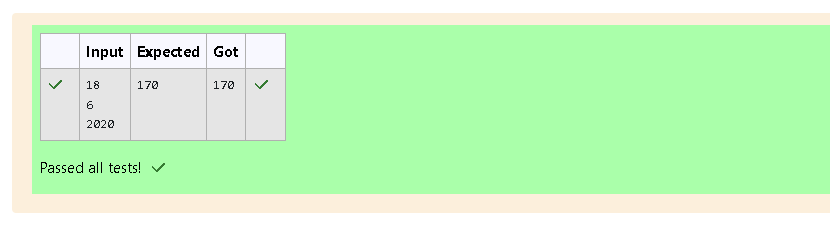 Input Expected Got
18 170 170
6
2020
Passed all tests!